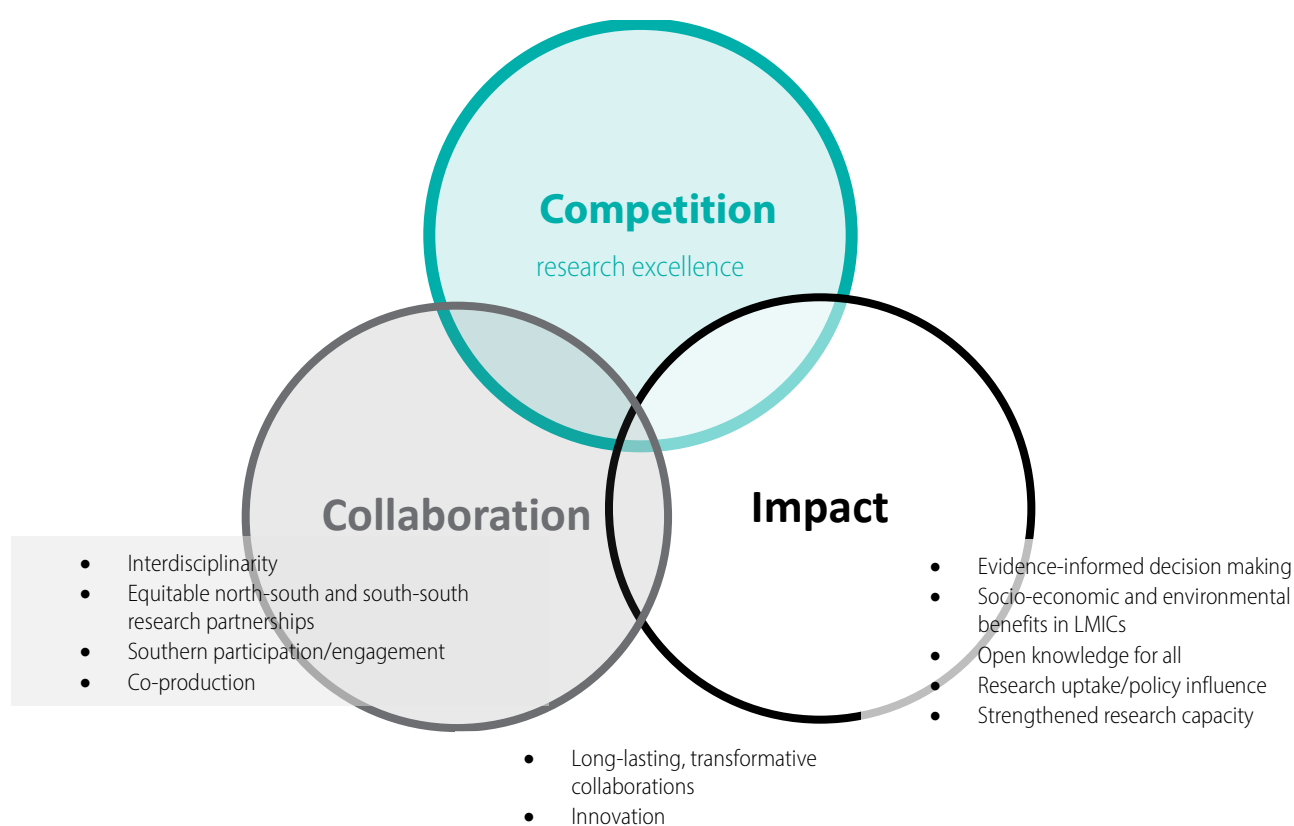 Competition
research excellence
Collaboration
• Interdisciplinarity
• Equitable north-south and south-south
research partnerships
• Southern participation/engagement
• Co-production
Impact
• Evidence-informed decision making
• Socio-economic and environmental
benefits in LMICs
• Open knowledge for all
• Research uptake/policy influence
• Strengthened research capacity
• Long-lasting, transformative
collaborations
• Innovation